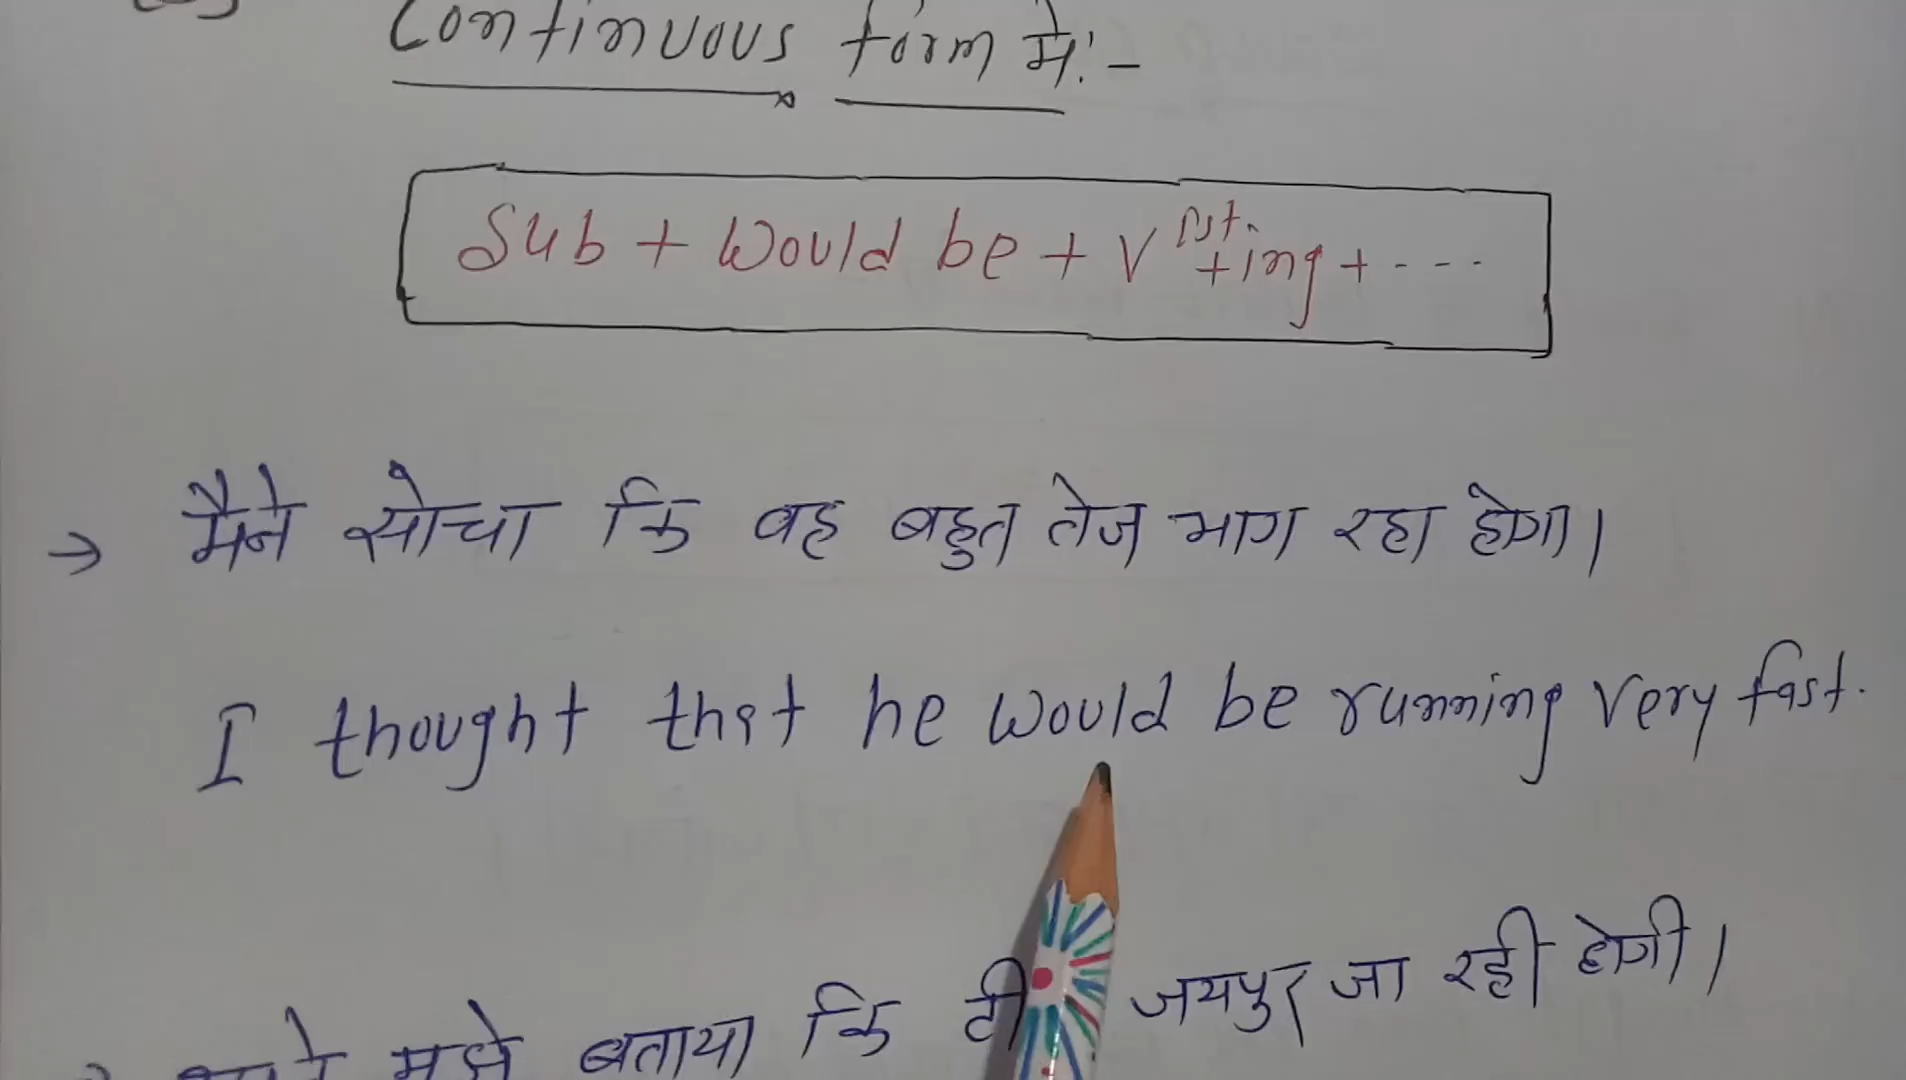 Continuous form में:-
Sub + Would be + V Ist. +ing + ---
→ मैने सोचा कि वह बहुत तेज भाग रहा होगा।
I thought that he would be running very fast.
मुझे बताया कि जयपुर जा रही होगी।